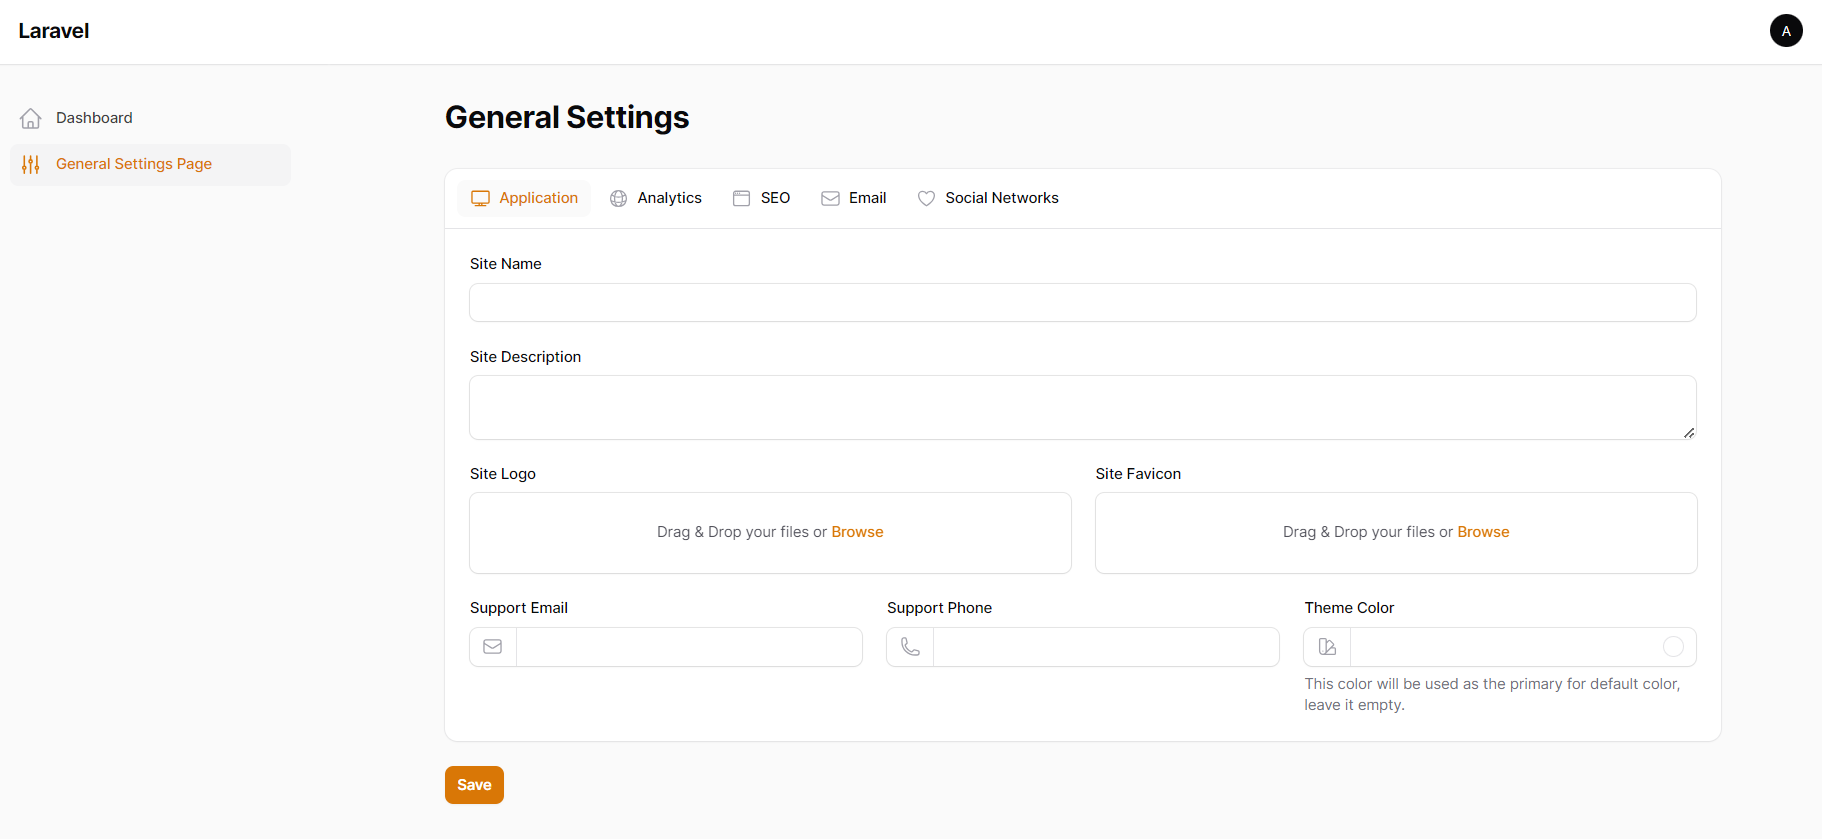 Laravel
A
Dashboard
General Settings Page
General Settings
Application Analytics SEO Email Social Networks
Site Name
Site Description
Site Logo Site Favicon
Drag & Drop your files or Browse Drag & Drop your files or Browse
Support Email Support Phone Theme Color
This color will be used as the primary for default color,
leave it empty.
Save